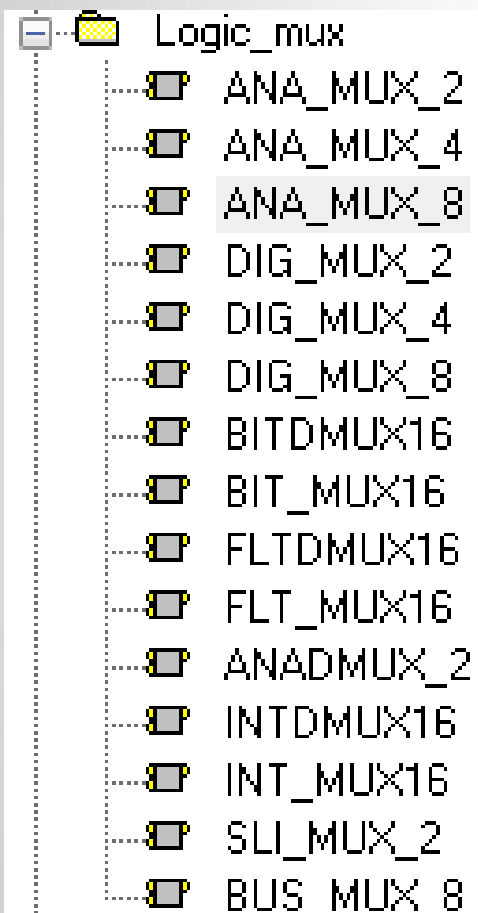 Logic_mux
ANA_MUX_2
ANA_MUX_4
ANA_MUX_8
DIG_MUX_2
DIG_MUX_4
DIG_MUX_8
BITDMUX16
BIT_MUX16
FLTDMUX16
FLT_MUX16
ANADMUX_2
INTDMUX16
INT_MUX16
SLI_MUX_2
BUS_MUX_8